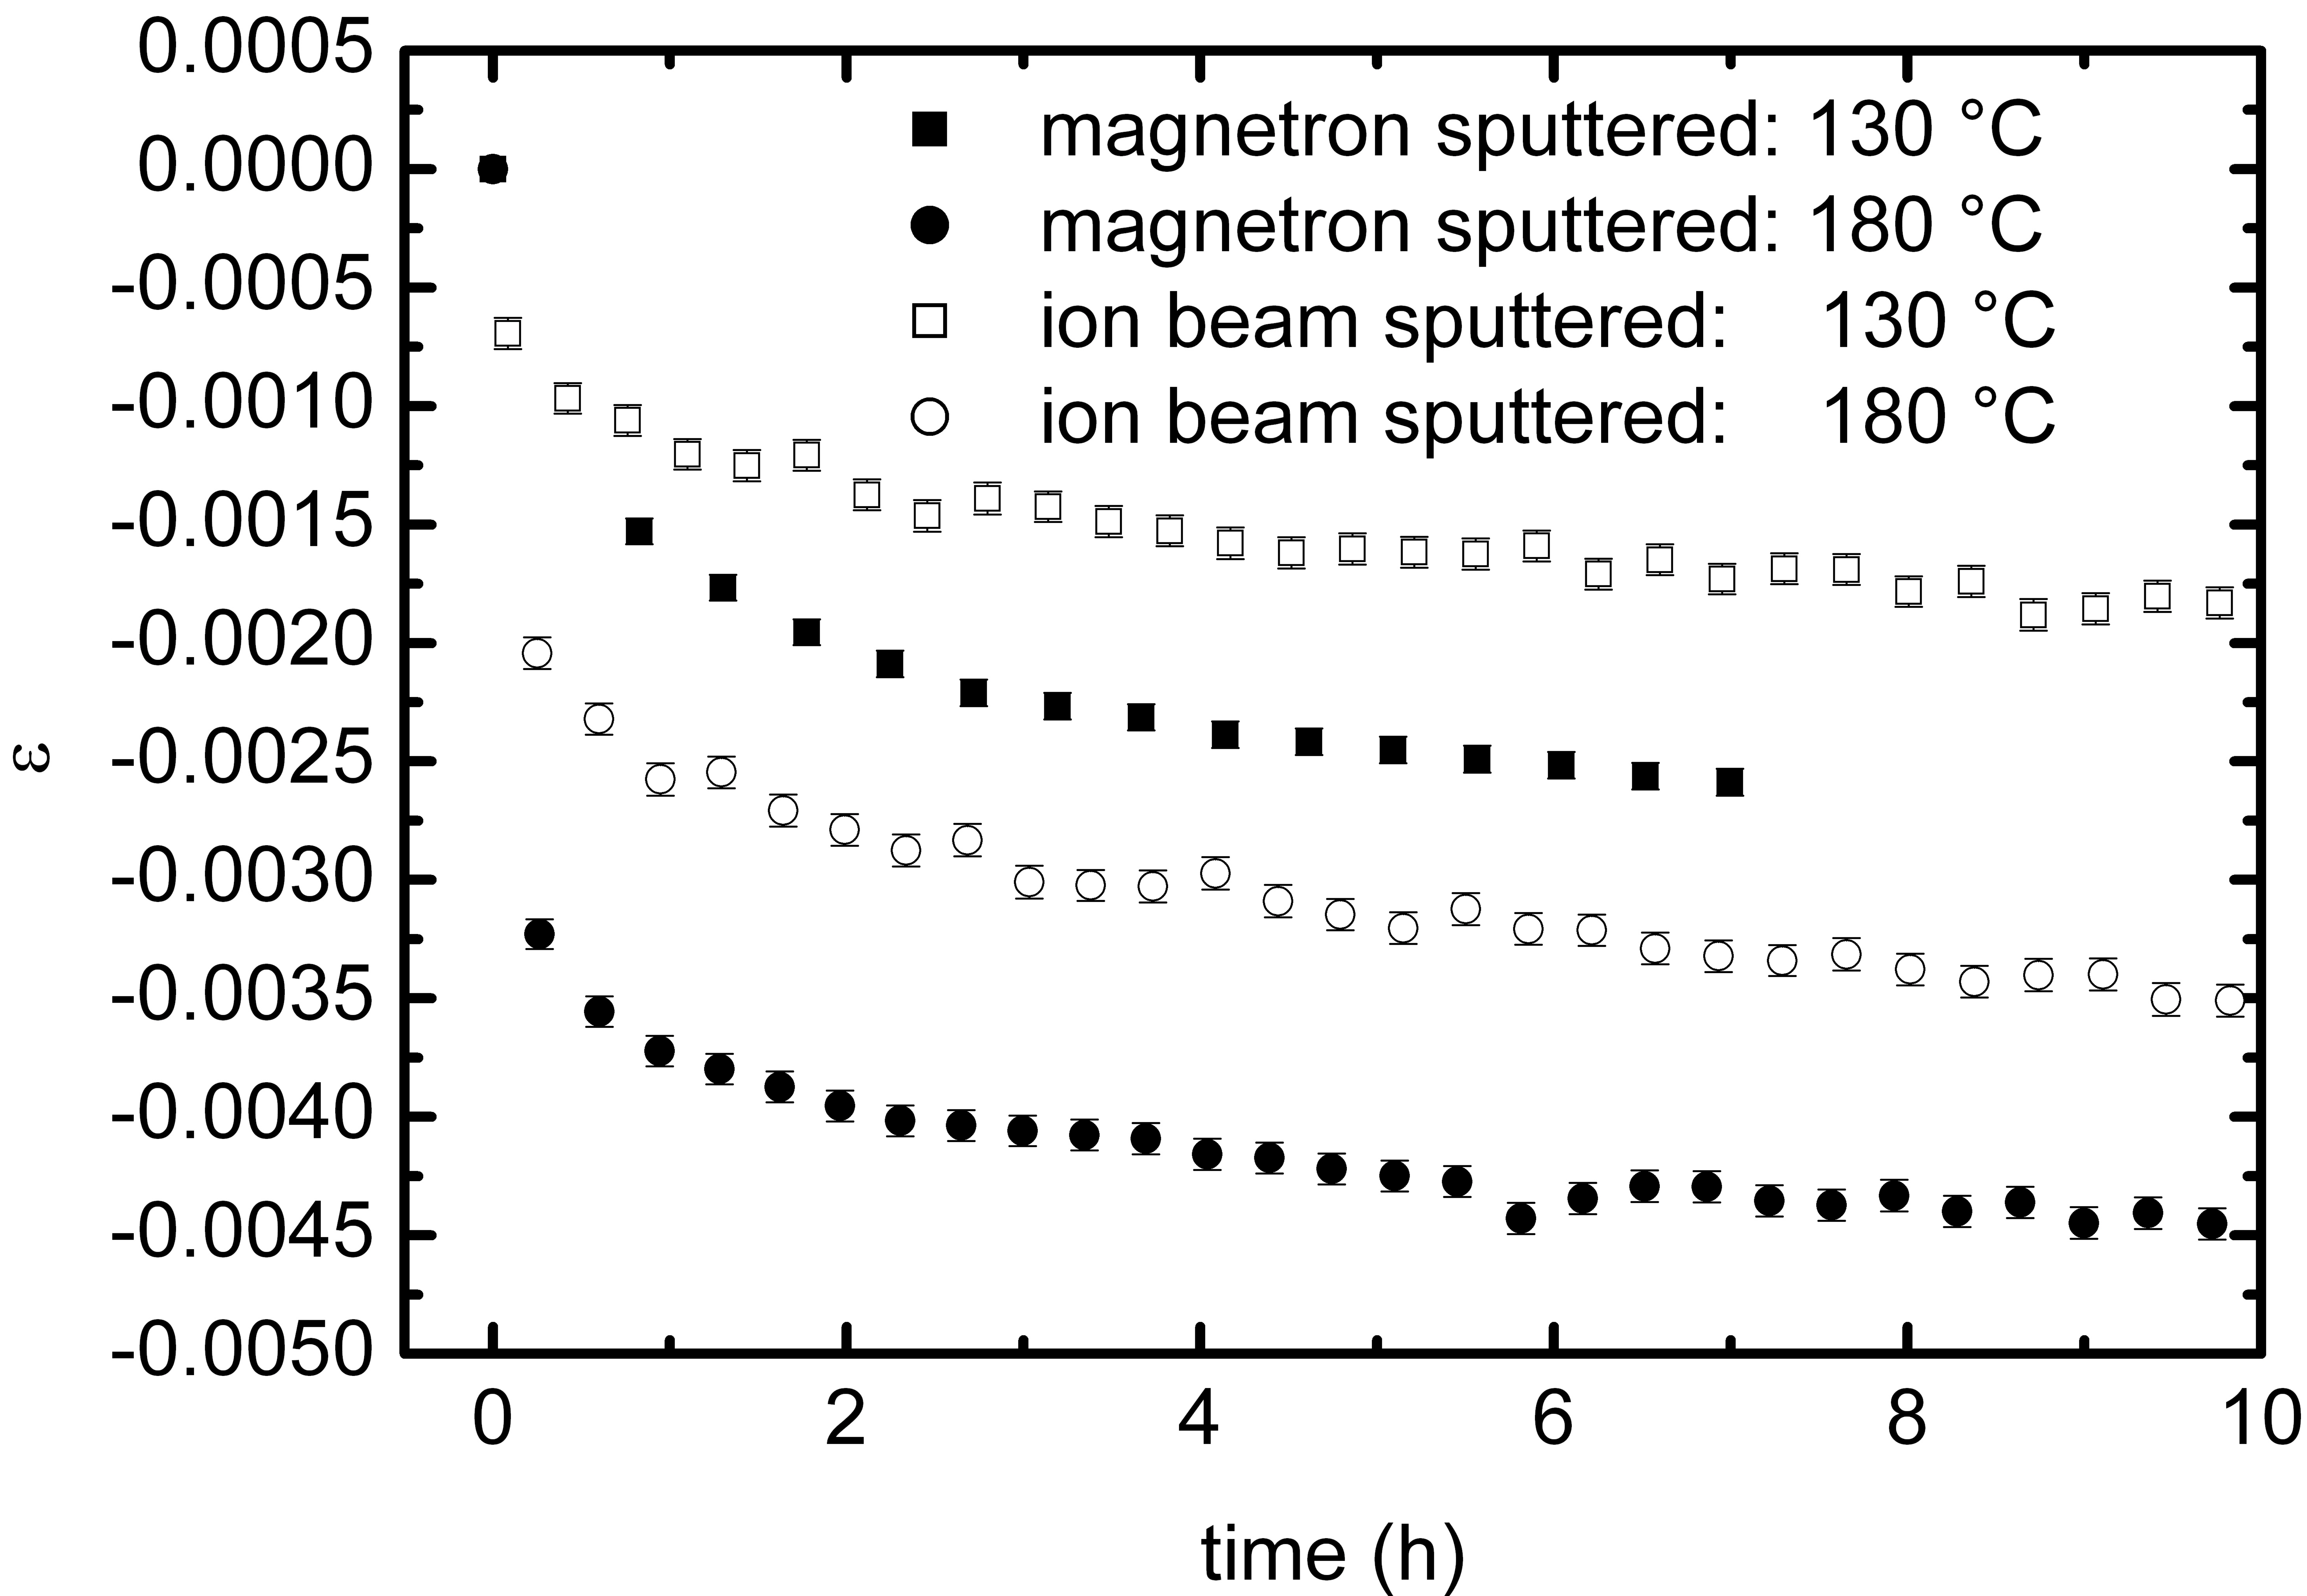 0.0005
0.0000
-0.0005
-0.0010
-0.0015
-0.0020
-0.0025
-0.0030
-0.0035
-0.0040
-0.0045
-0.0050
ε
magnetron sputtered: 130 °C
magnetron sputtered: 180 °C
ion beam sputtered: 130 °C
ion beam sputtered: 180 °C
0 2 4 6 8 10
time (h)